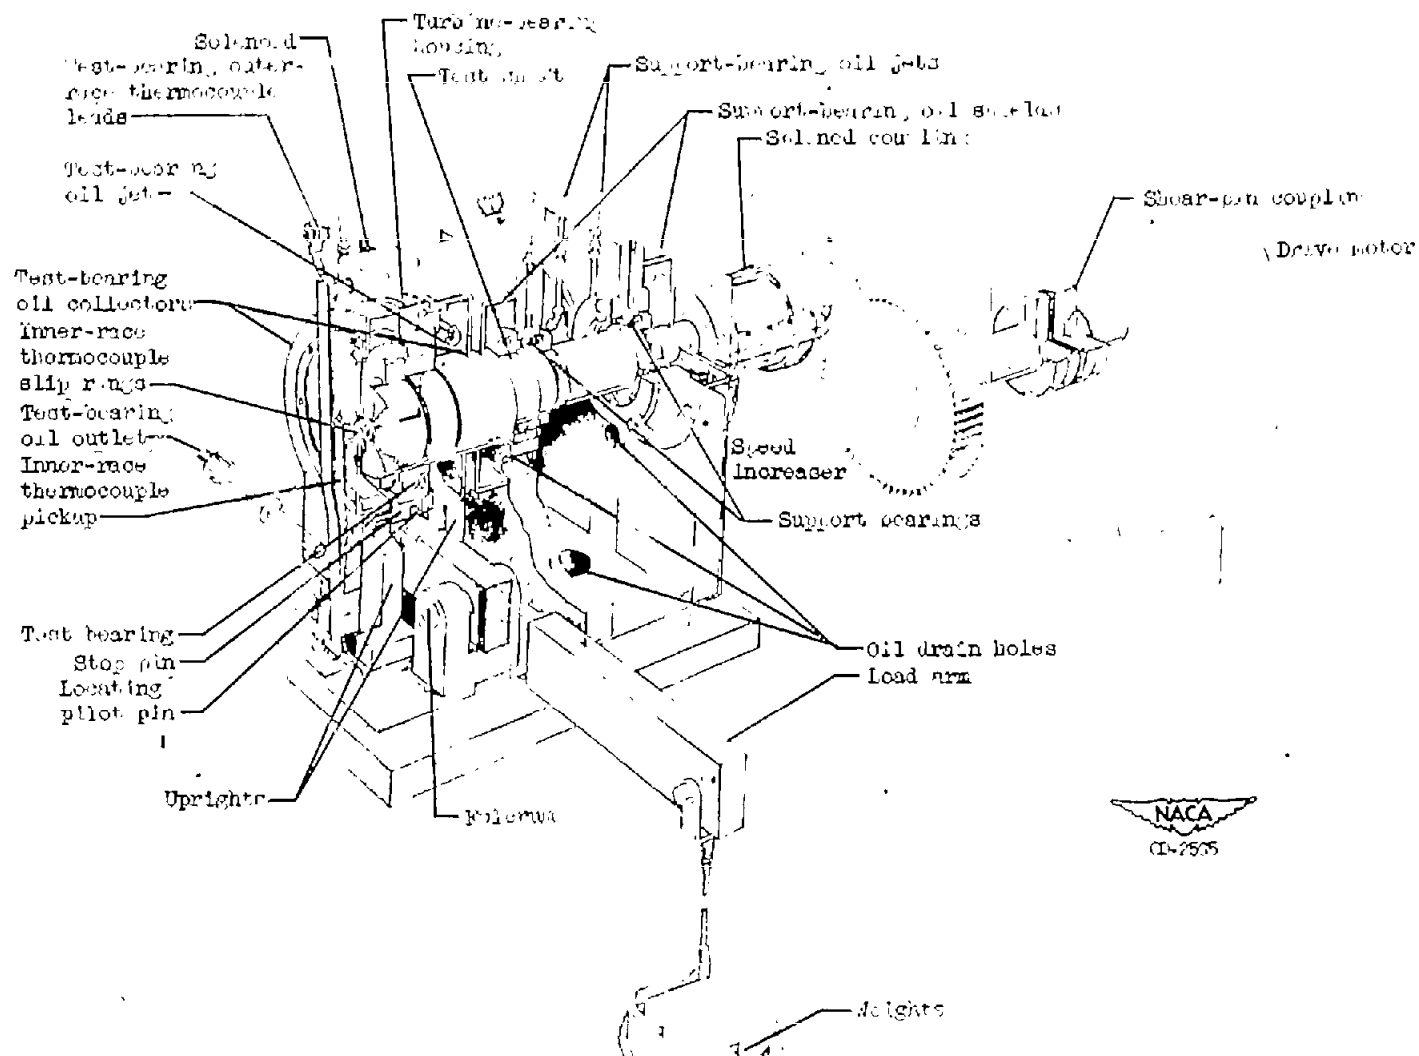 Solenoid
Test-bearing outer-
race thermocouple
leads
Test-bearing
oil jet
Test-bearing
oil collectors
Inner-race
thermocouple
slip rings
Test-bearing
oil outlet
Inner-race
thermocouple
pickup
Test bearing
Stop pin
Locating
pilot pin
Uprights
Turbine-bearing
housing
Test shaft
Support-bearing oil jets
Support-bearing oil shields
Splined coupling
Shear-pin coupling
Drive motor
Speed
increaser
Support bearings
Oil drain holes
Load arm
Fulcrum
Weights
NACA